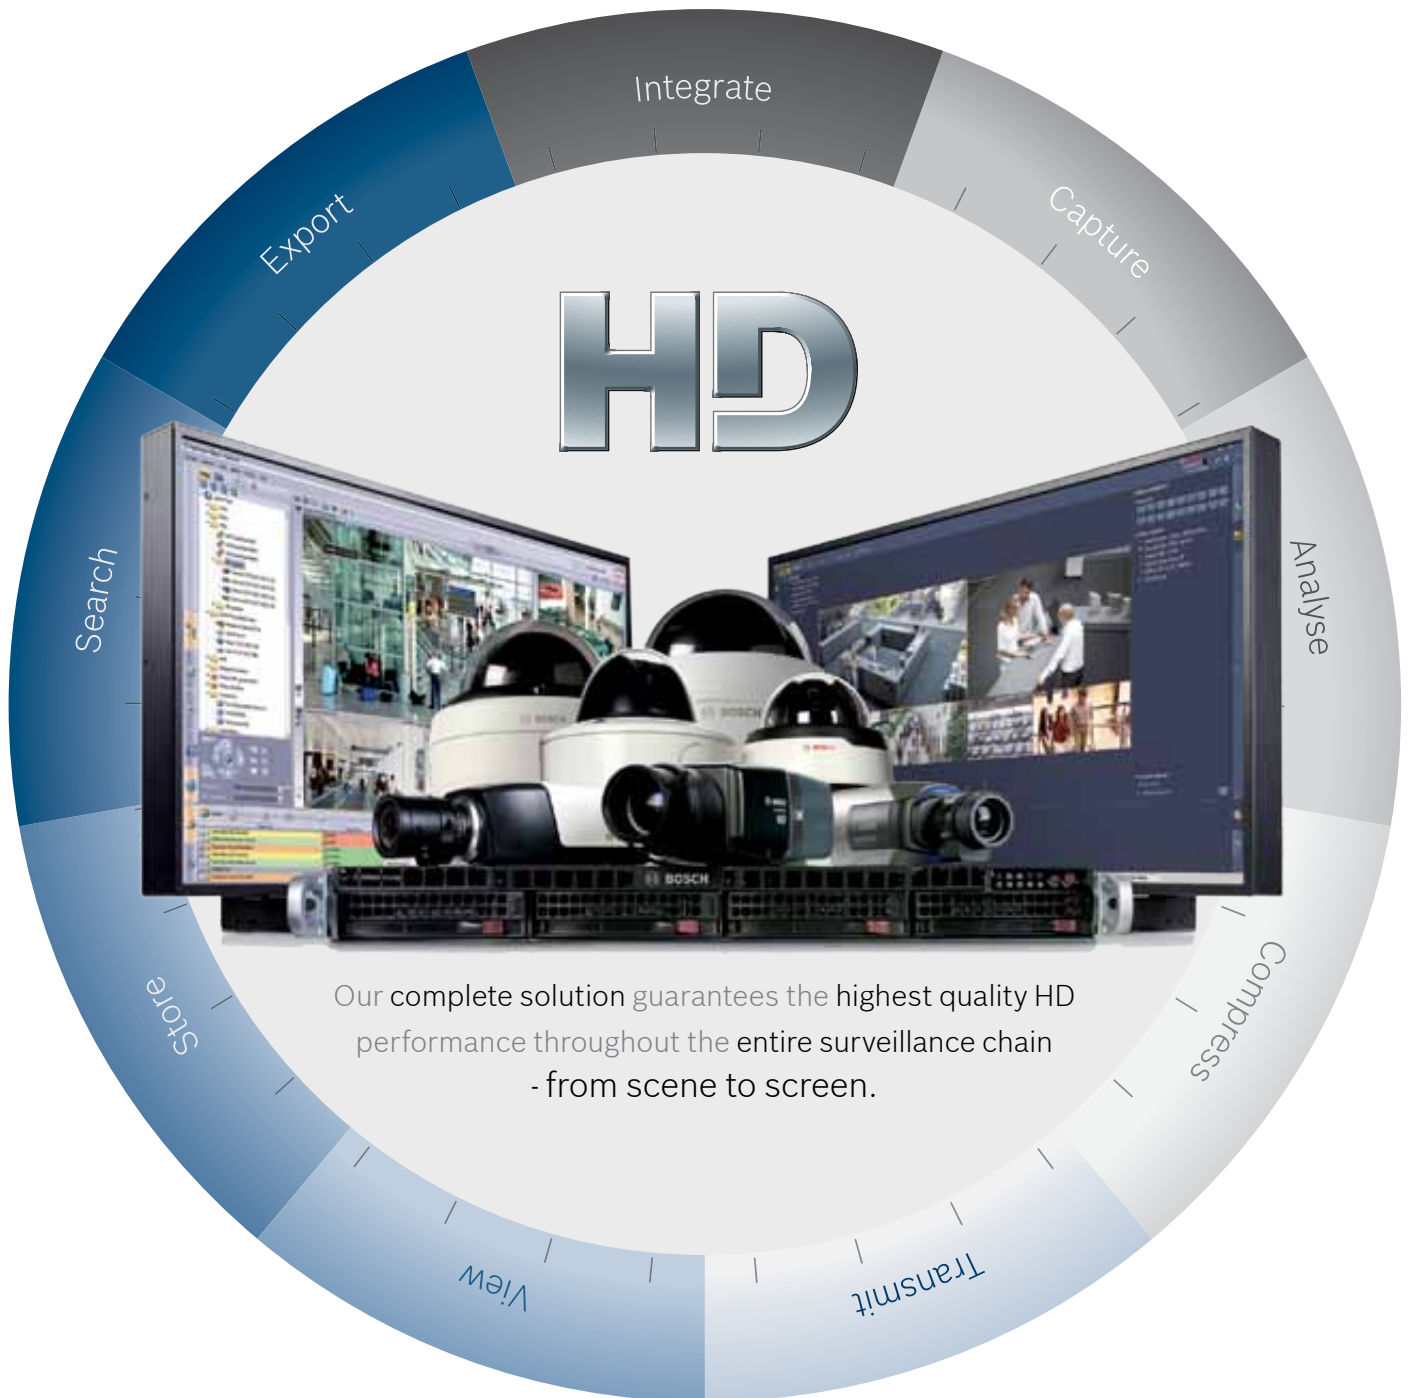 Integrate
Capture
Analyse
Compress
Transmit
View
Store
Search
Export
HD
BOSCH
BOSCH
BOSCH
Our complete solution guarantees the highest quality HD
performance throughout the entire surveillance chain
- from scene to screen.